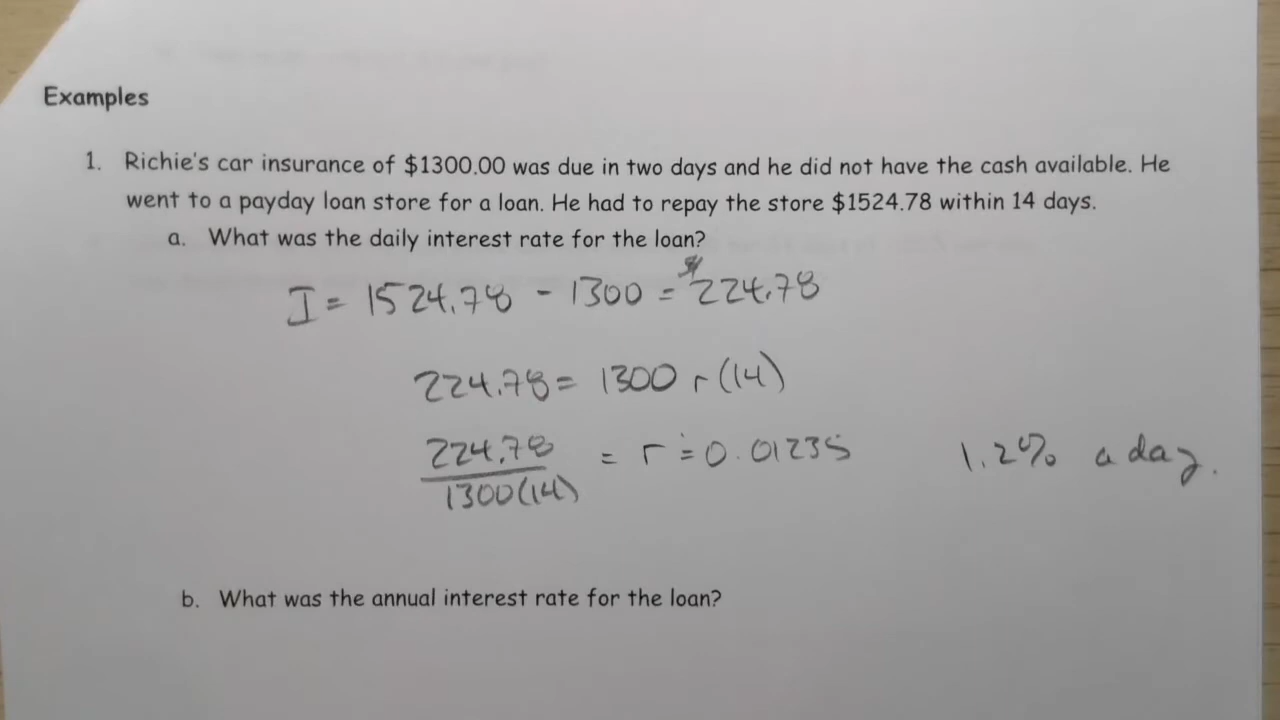 Examples
1. Richie's car insurance of $1300.00 was due in two days and he did not have the cash available. He
went to a payday loan store for a loan. He had to repay the store $1524.78 within 14 days.
a. What was the daily interest rate for the loan?
I = 1524.78 - 1300 = $224.78
224.78 = 1300 r(14)
224.78
= r ≐ 0.01235 1.2% a day.
1300(14)
b. What was the annual interest rate for the loan?